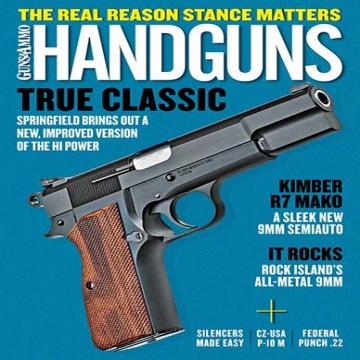 THE REAL REASON STANCE MATTERS
GUNS&AMMO
HANDGUNS
TRUE CLASSIC
SPRINGFIELD BRINGS OUT A
NEW, IMPROVED VERSION
OF THE HI POWER
KIMBER
R7 MAKO
A SLEEK NEW
9MM SEMIAUTO
IT ROCKS
ROCK ISLAND'S
ALL-METAL 9MM
+
SILENCERS
MADE EASY
CZ-USA
P-10 M
FEDERAL
PUNCH .22